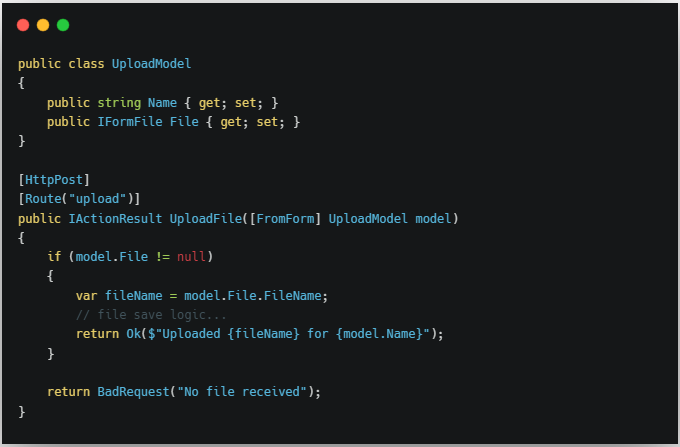 public class UploadModel
{
    public string Name { get; set; }
    public IFormFile File { get; set; }
}

[HttpPost]
[Route("upload")]
public IActionResult UploadFile([FromForm] UploadModel model)
{
    if (model.File != null)
    {
        var fileName = model.File.FileName;
        // file save logic...
        return Ok($"Uploaded {fileName} for {model.Name}");
    }

    return BadRequest("No file received");
}